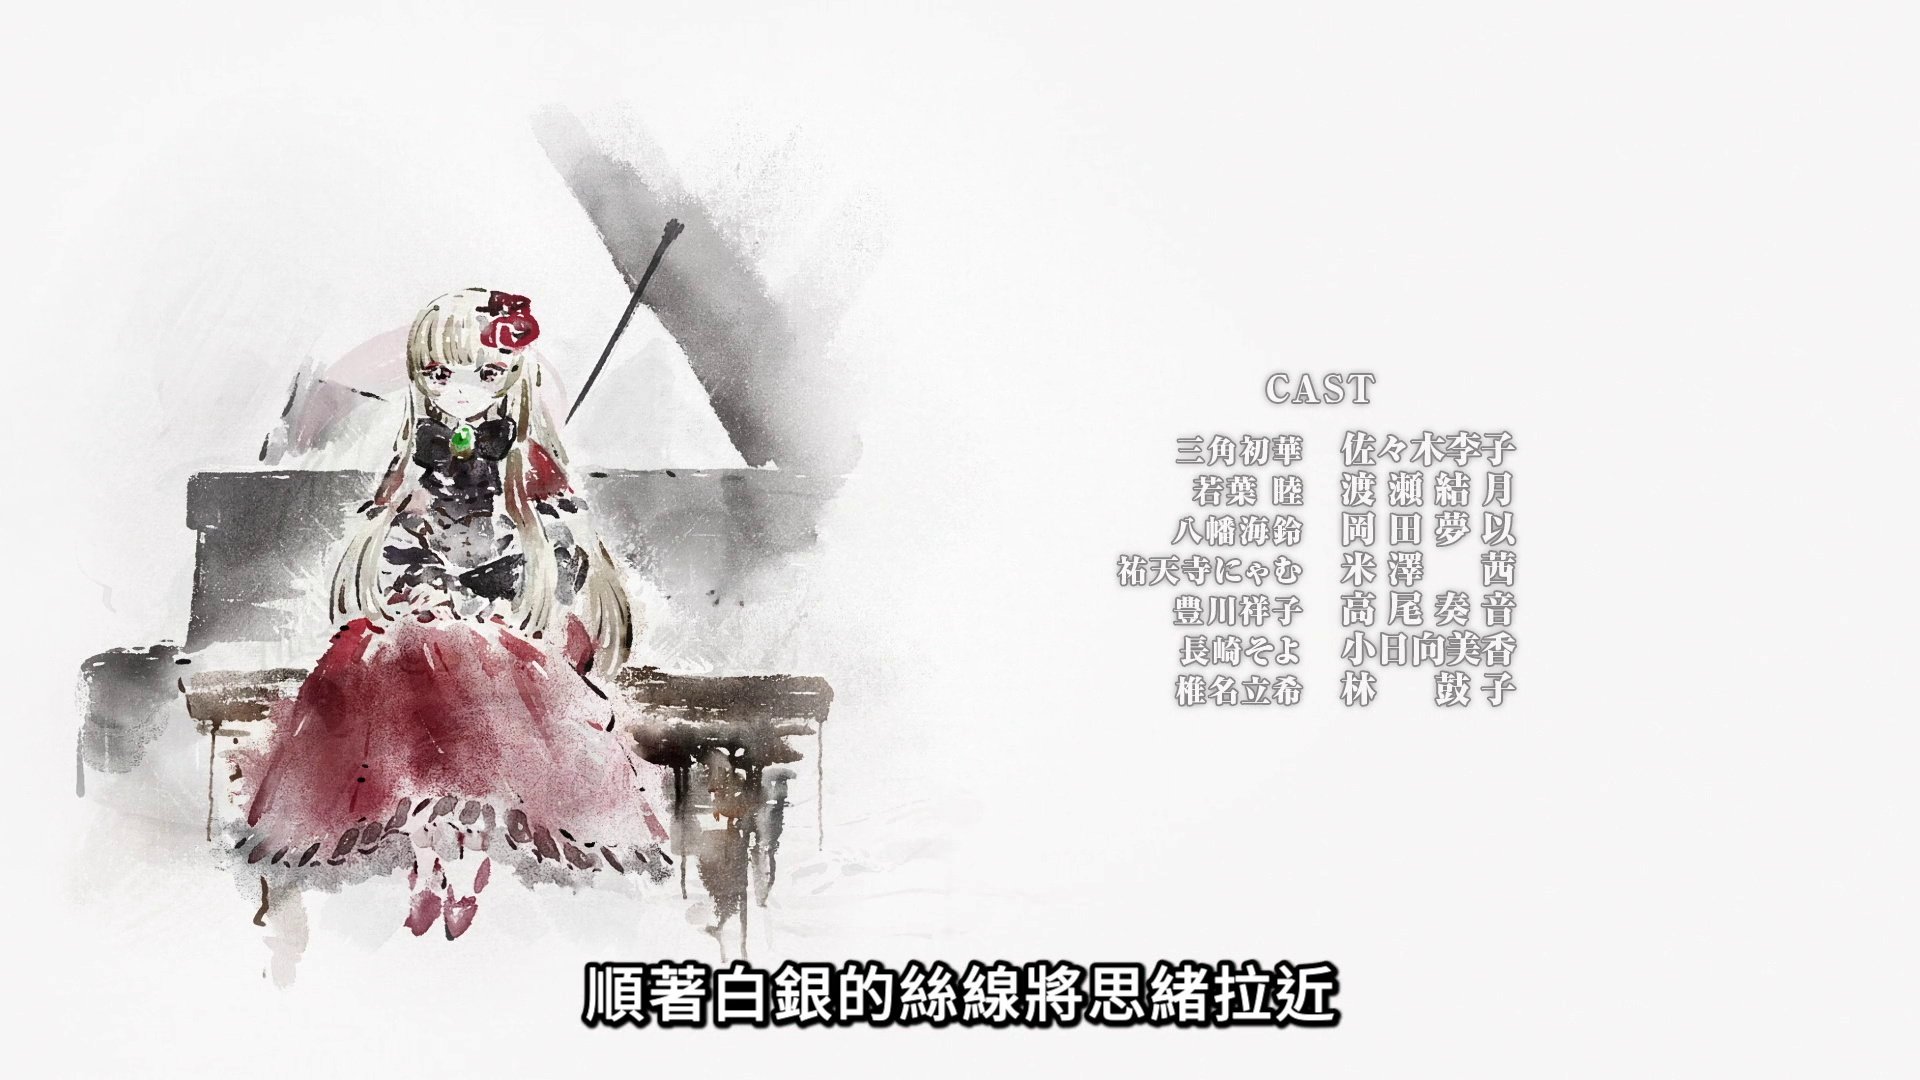 CAST
三角初華 佐々木李子
若葉 睦 渡瀬結月
八幡海鈴 岡田夢以
祐天寺にゃむ 米澤 茜
豊川祥子 高尾奏音
長崎そよ 小日向美香
椎名立希 林 鼓子
順著白銀的絲線將思緒拉近